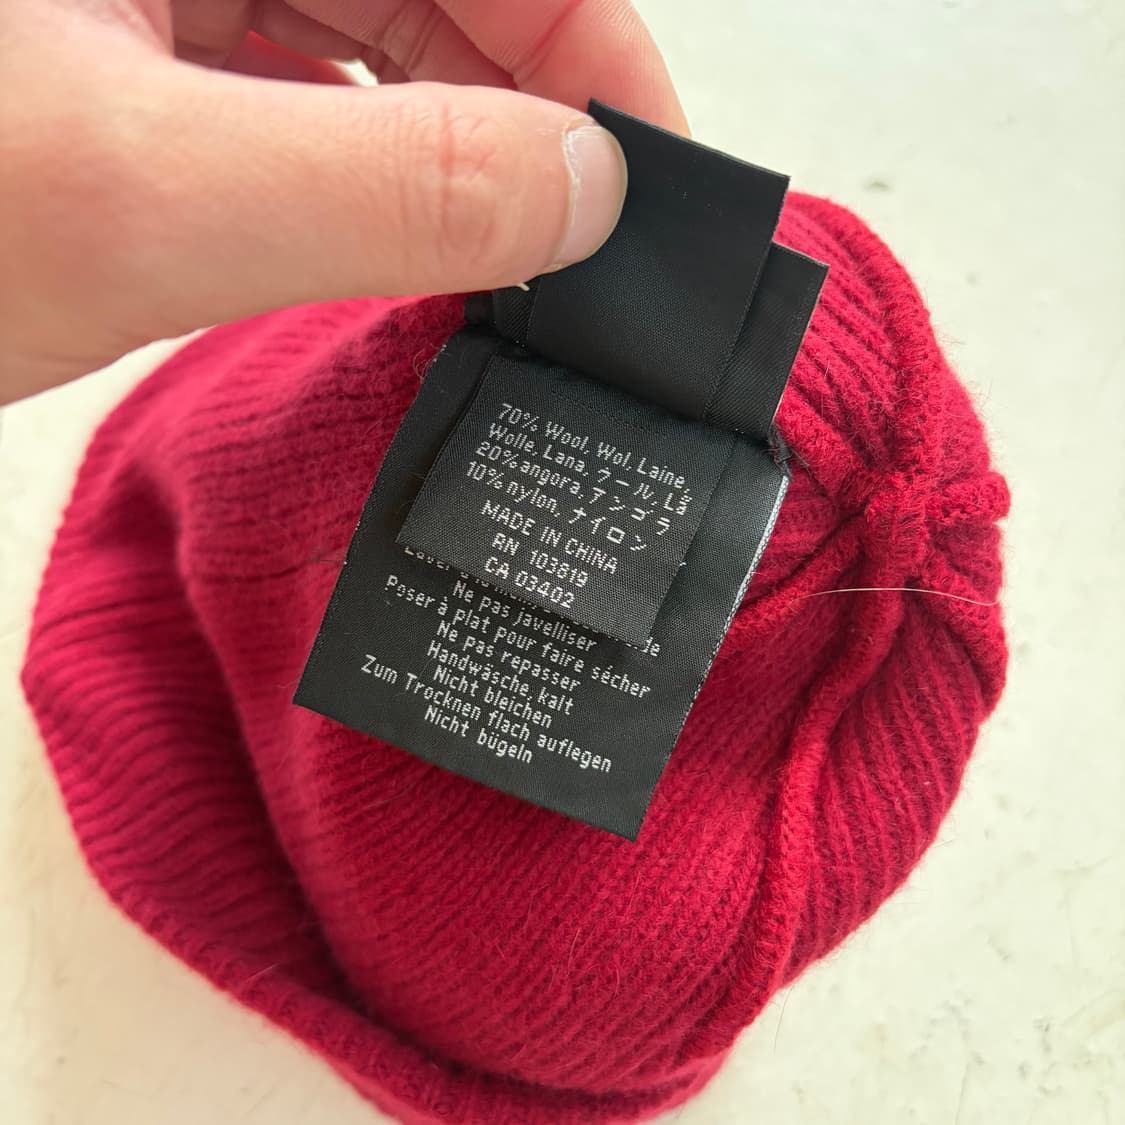 70% Wool, Wol, Laine,
Wolle, Lana, ウール, Lã
20% angora, アンゴラ
10% nylon, ナイロン
MADE IN CHINA
RN 103819
CA 03402
de
Ne pas javelliser
Poser à plat pour faire sécher
Ne pas repasser
Handwäsche, kalt
Nicht bleichen
Zum Trocknen flach auflegen
Nicht bügeln